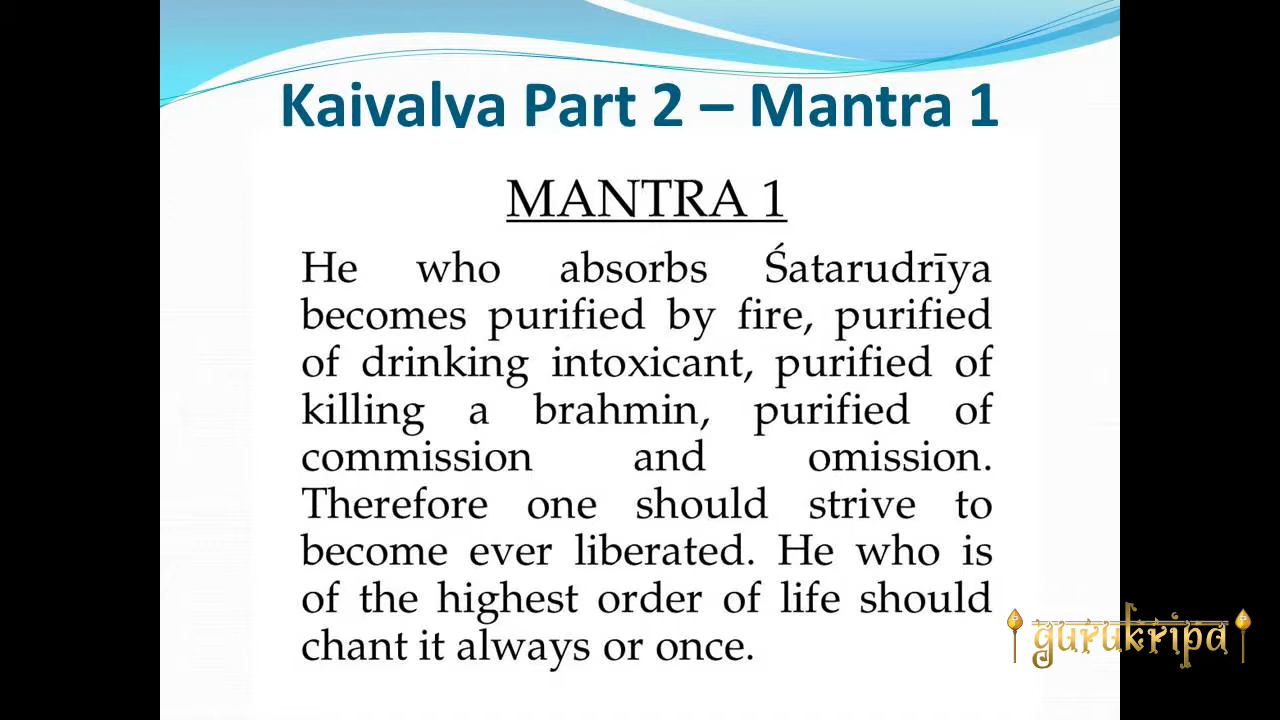 Kaivalya Part 2 – Mantra 1
MANTRA 1
He who absorbs Śatarudrīya
becomes purified by fire, purified
of drinking intoxicant, purified of
killing a brahmin, purified of
commission and omission.
Therefore one should strive to
become ever liberated. He who is
of the highest order of life should
chant it always or once.
gurukripa